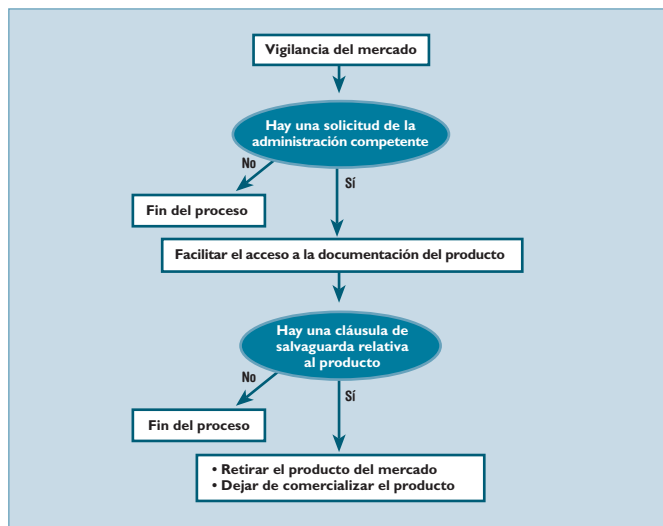 Vigilancia del mercado
Hay una solicitud de la
administración competente
No
Sí
Fin del proceso
Facilitar el acceso a la documentación del producto
Hay una cláusula de
salvaguarda relativa
al producto
No
Sí
Fin del proceso
• Retirar el producto del mercado
• Dejar de comercializar el producto